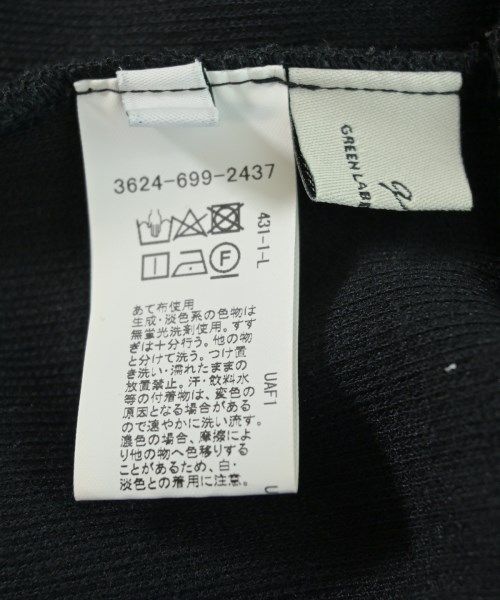 3624-699-2437
431-1-L
F
あて布使用
生成・淡色系の色物は
無蛍光洗剤使用。すす
ぎは十分行う。他の物
と分けて洗う。つけ置
き洗い・濡れたままの
放置禁止。汗・飲料水
等の付着物は、変色の
原因となる場合がある
ので速やかに洗い流す。
濃色の場合、摩擦によ
り他の物へ色移りする
ことがあるため、白・
淡色との着用に注意。
UAF1
GREEN LABE